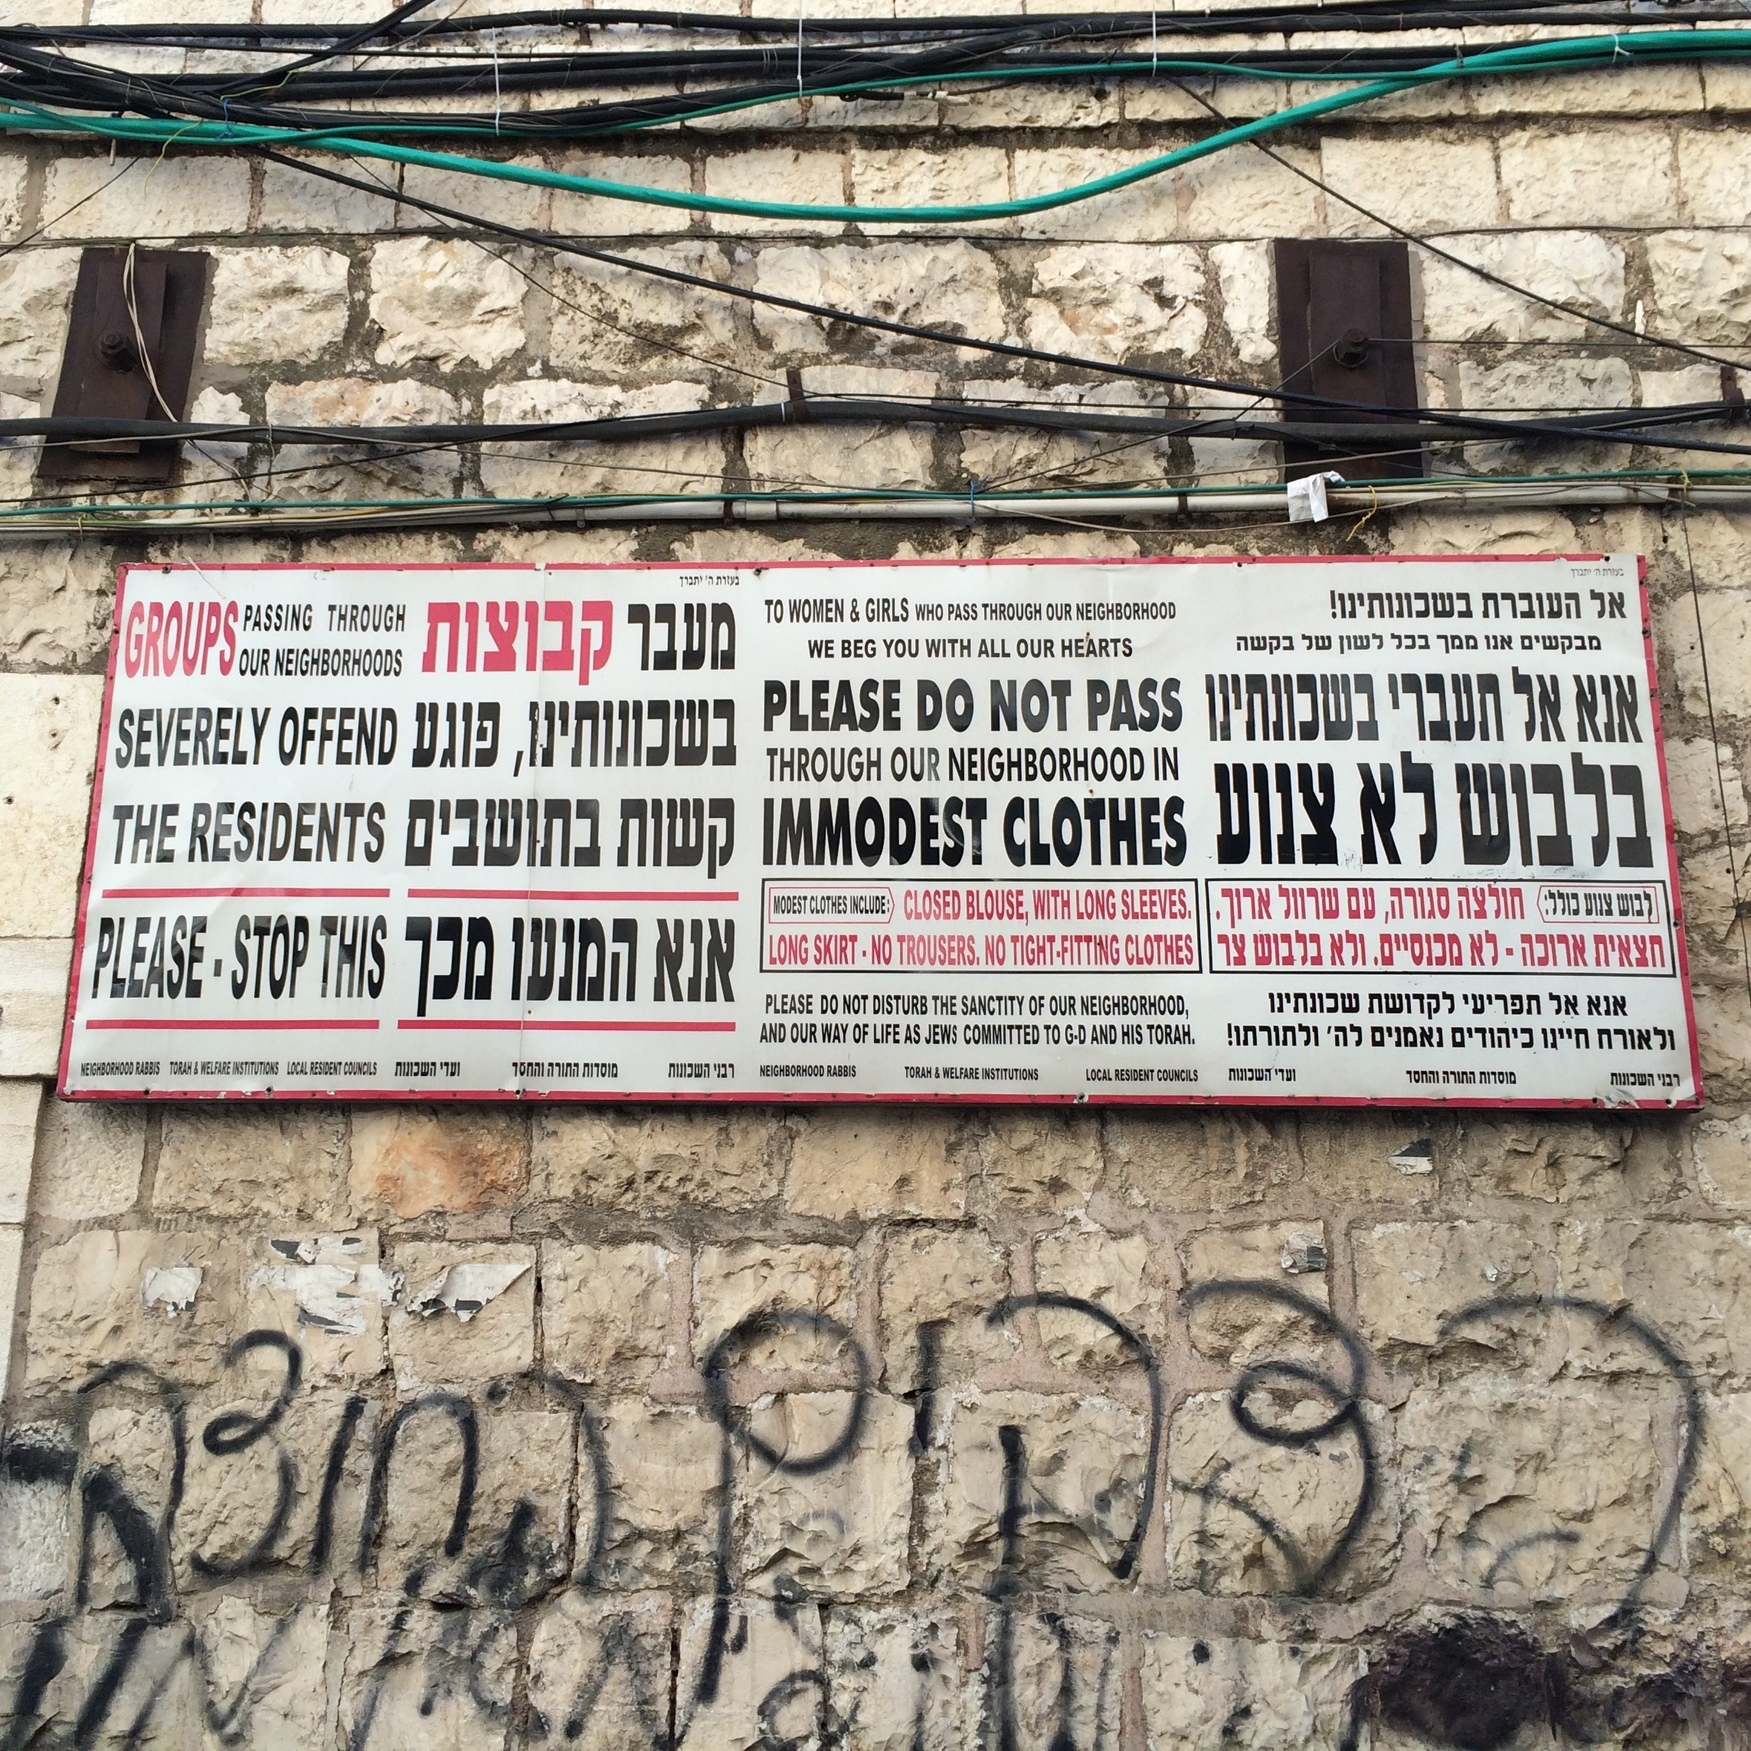 בעזרת ה' יתברך
GROUPS PASSING THROUGH
OUR NEIGHBORHOODS
SEVERELY OFFEND
THE RESIDENTS
PLEASE - STOP THIS
NEIGHBORHOOD RABBIS TORAH & WELFARE INSTITUTIONS LOCAL RESIDENT COUNCILS
מעבר קבוצות
בשכונותינו, פוגע
קשות בתושבים
אנא המנעו מכך
רבני השכונות מוסדות התורה והחסד ועדי השכונות
TO WOMEN & GIRLS WHO PASS THROUGH OUR NEIGHBORHOOD
WE BEG YOU WITH ALL OUR HEARTS
PLEASE DO NOT PASS
THROUGH OUR NEIGHBORHOOD IN
IMMODEST CLOTHES
MODEST CLOTHES INCLUDE: CLOSED BLOUSE, WITH LONG SLEEVES.
LONG SKIRT - NO TROUSERS. NO TIGHT-FITTING CLOTHES
PLEASE DO NOT DISTURB THE SANCTITY OF OUR NEIGHBORHOOD,
AND OUR WAY OF LIFE AS JEWS COMMITTED TO G-D AND HIS TORAH.
NEIGHBORHOOD RABBIS TORAH & WELFARE INSTITUTIONS LOCAL RESIDENT COUNCILS
בעזרת ה' יתברך
אל העוברת בשכונותינו!
מבקשים אנו ממך בכל לשון של בקשה
אנא אל תעברי בשכונתינו
בלבוש לא צנוע
לבוש צנוע כולל: חולצה סגורה, עם שרוול ארוך.
חצאית ארוכה - לא מכנסיים. ולא בלבוש צר
אנא אל תפריעי לקדושת שכונתינו
ולאורח חיינו כיהודים נאמנים לה' ולתורתו!
רבני השכונות מוסדות התורה והחסד ועדי השכונות